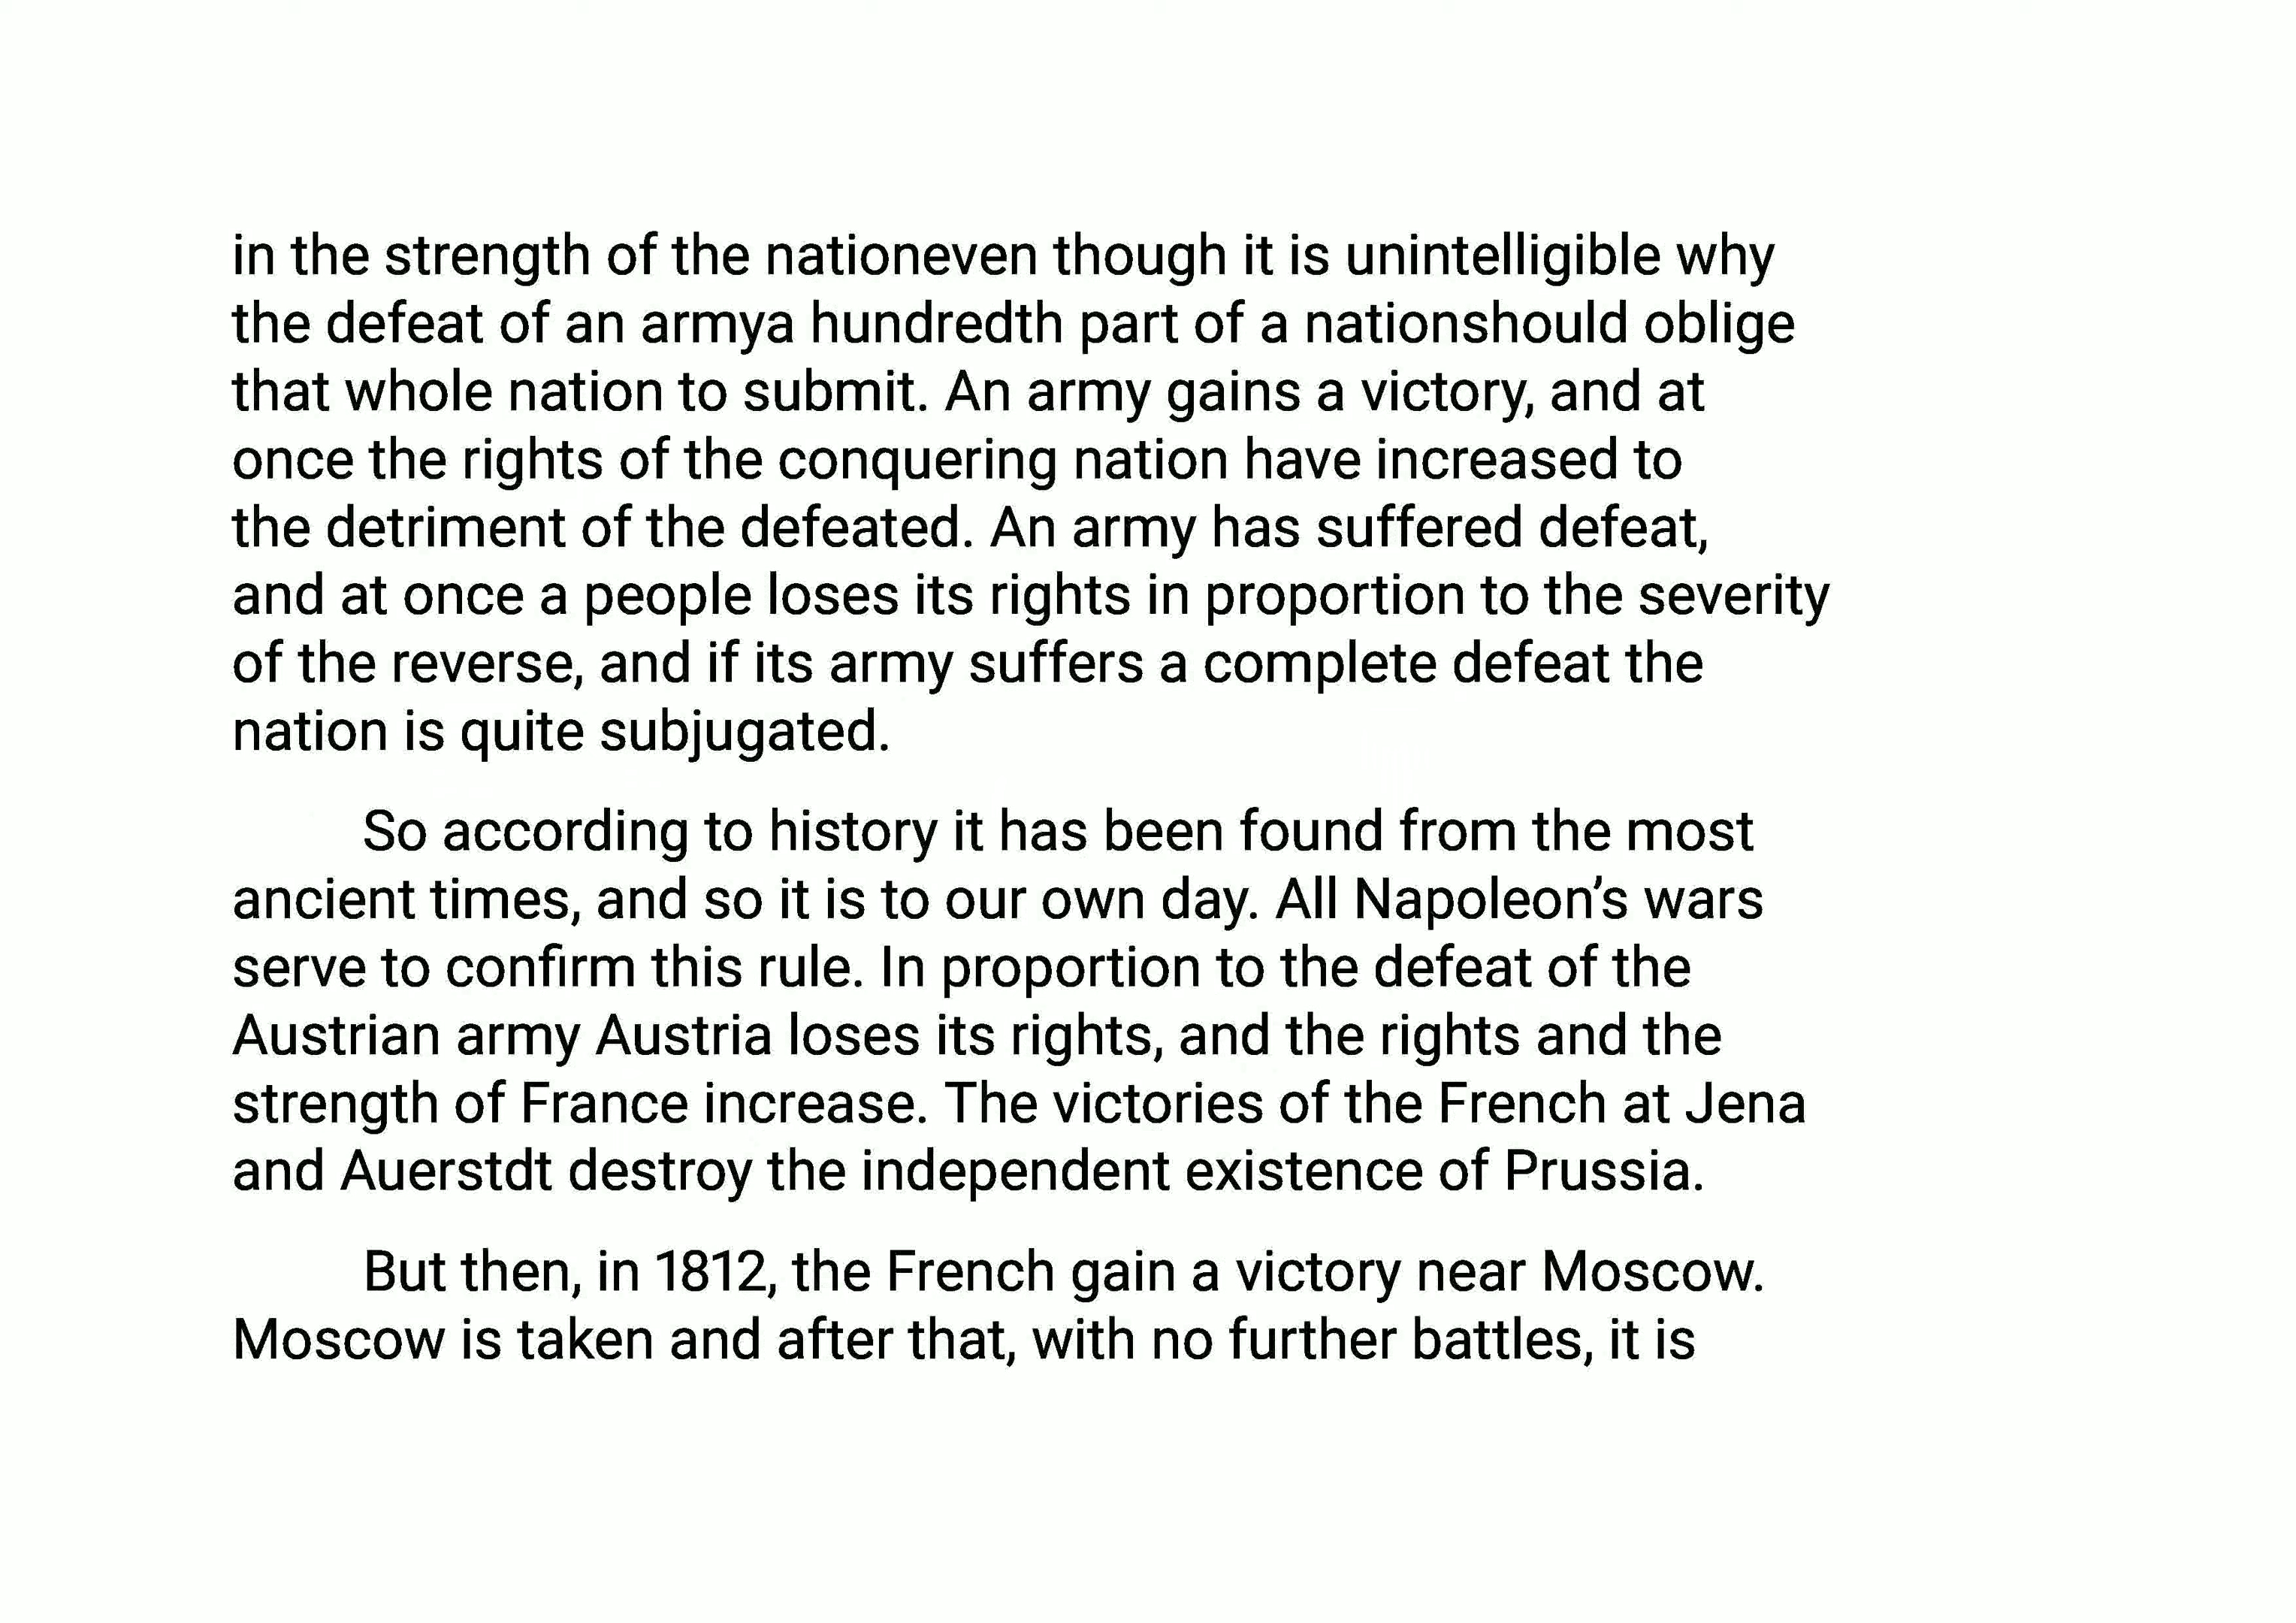 in the strength of the nationeven though it is unintelligible why
the defeat of an armya hundredth part of a nationshould oblige
that whole nation to submit. An army gains a victory, and at
once the rights of the conquering nation have increased to
the detriment of the defeated. An army has suffered defeat,
and at once a people loses its rights in proportion to the severity
of the reverse, and if its army suffers a complete defeat the
nation is quite subjugated.
So according to history it has been found from the most
ancient times, and so it is to our own day. All Napoleon’s wars
serve to confirm this rule. In proportion to the defeat of the
Austrian army Austria loses its rights, and the rights and the
strength of France increase. The victories of the French at Jena
and Auerstdt destroy the independent existence of Prussia.
But then, in 1812, the French gain a victory near Moscow.
Moscow is taken and after that, with no further battles, it is